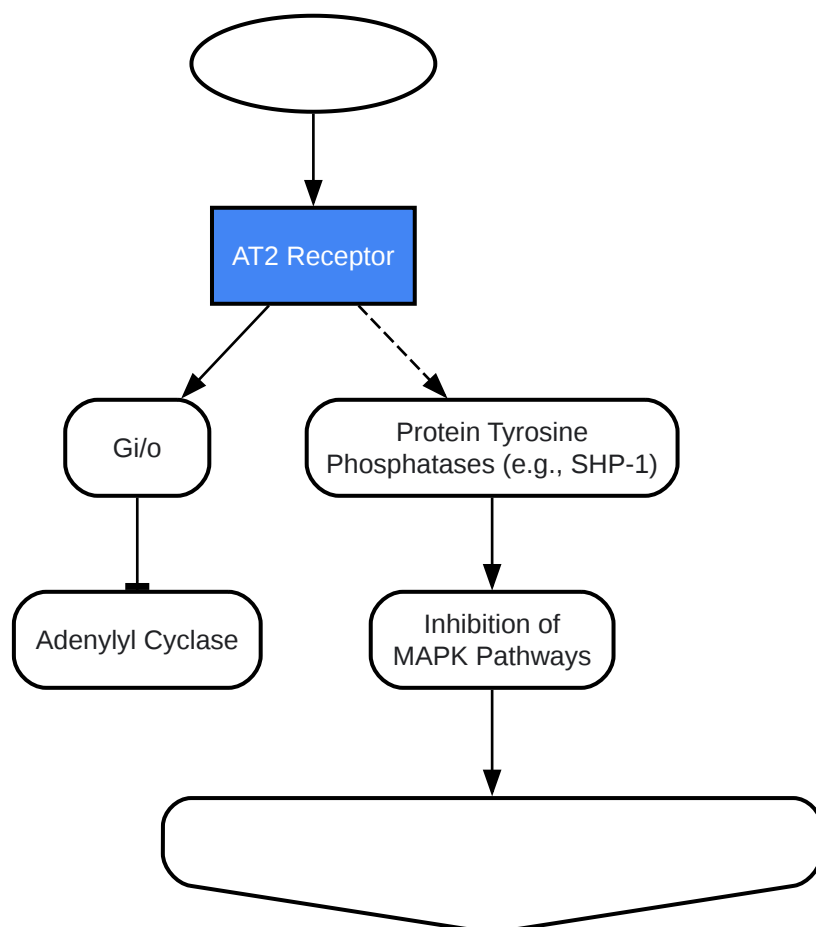 AT2 Receptor
Gi/o
Protein Tyrosine
Phosphatases (e.g., SHP-1)
Adenylyl Cyclase
Inhibition of
MAPK Pathways